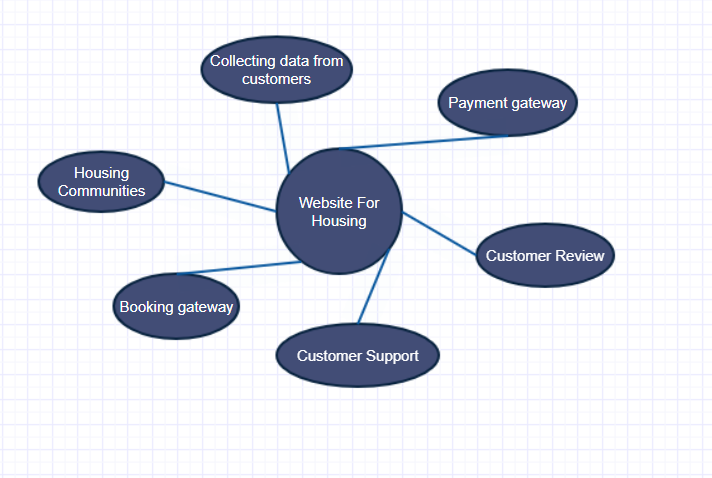 Collecting data from
customers
Payment gateway
Housing
Communities
Website For
Housing
Customer Review
Booking gateway
Customer Support